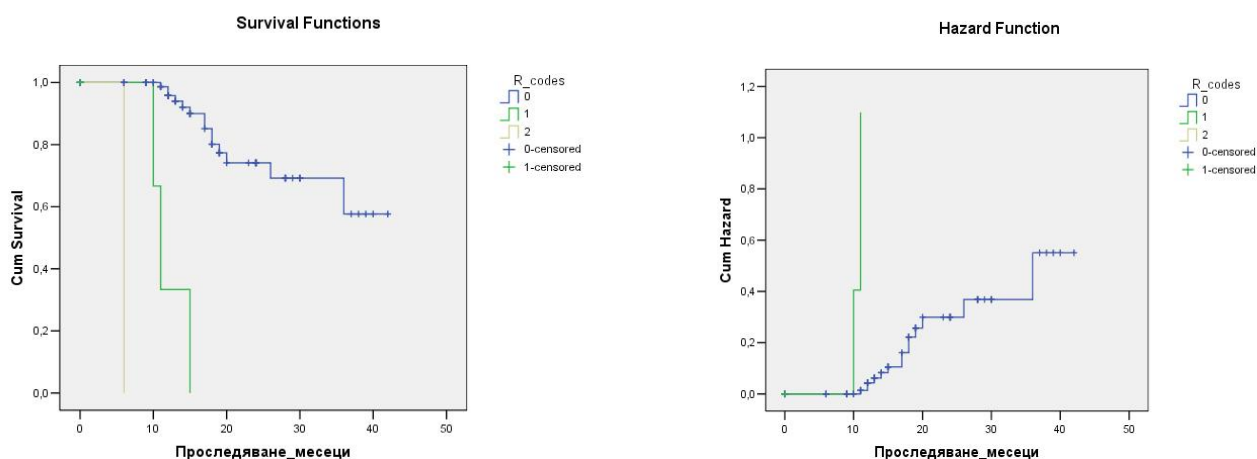 Survival Functions
1,0
0,8
0,6
0,4
0,2
0,0
Cum Survival
0
10
20
30
40
50
Проследяване_месеци
R_codes
0
1
2
0-censored
1-censored
Hazard Function
1,2
1,0
0,8
0,6
0,4
0,2
0,0
Cum Hazard
0
10
20
30
40
50
Проследяване_месеци
R_codes
0
1
2
0-censored
1-censored